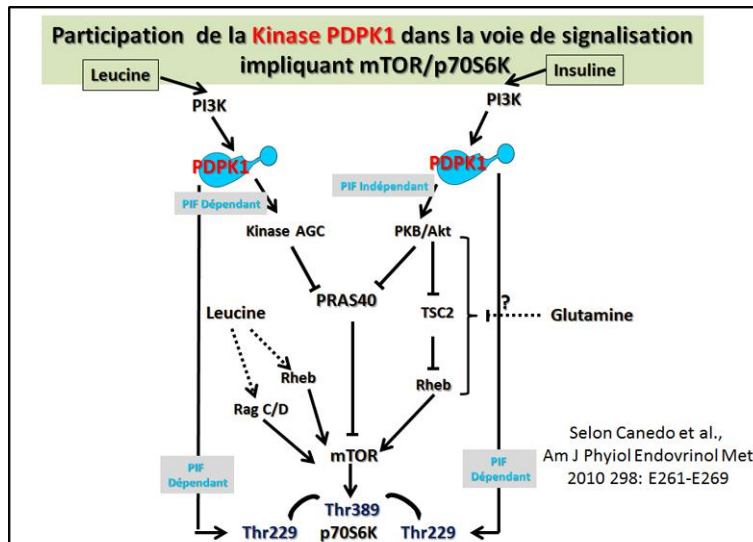 Participation de la Kinase PDPK1 dans la voie de signalisation
impliquant mTOR/p70S6K
Leucine
Insuline
PI3K
PI3K
PDPK1
PDPK1
PIF Dépendant
PIF Indépendant
Kinase AGC
PKB/Akt
PRAS40
TSC2
?
Glutamine
Leucine
Rheb
Rheb
Rag C/D
mTOR
PIF
Dépendant
PIF
Dépendant
Selon Canedo et al.,
Am J Phyiol Endovrinol Met
2010 298: E261-E269
Thr389
Thr229
p70S6K
Thr229